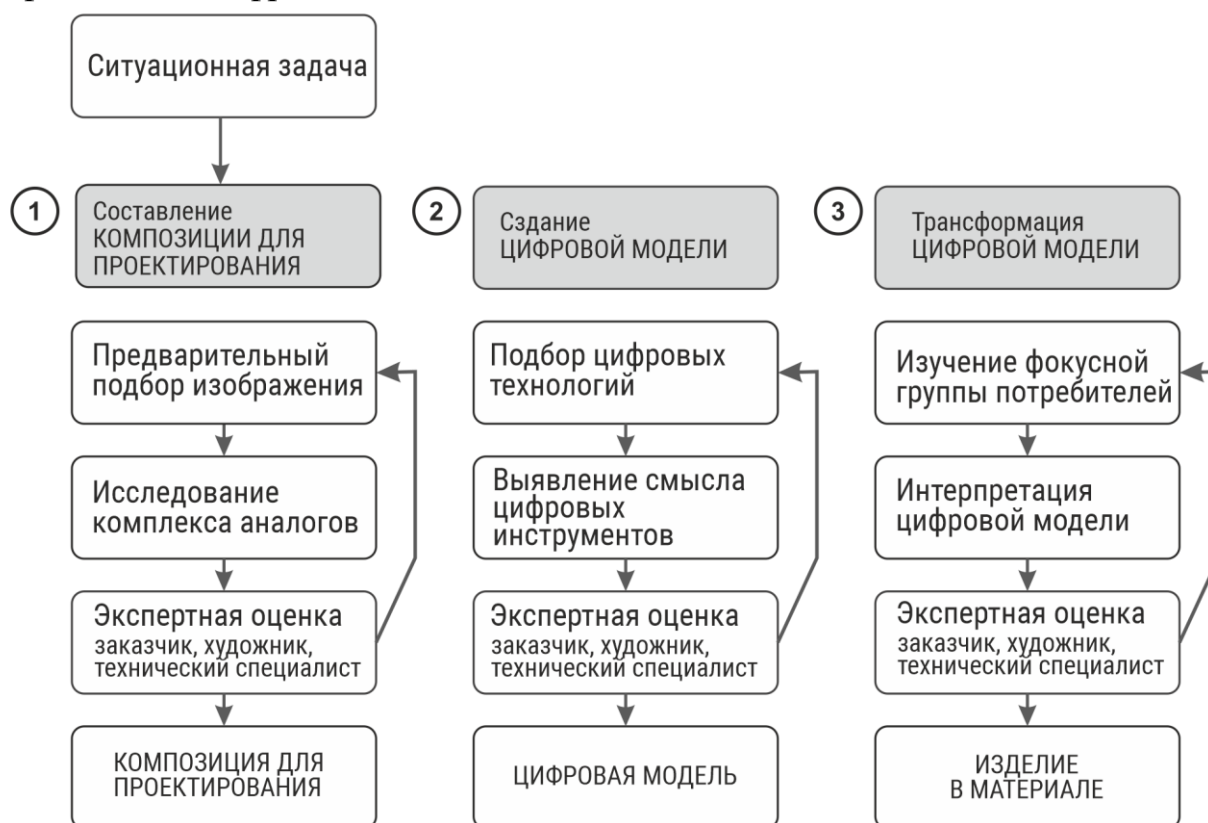 Ситуационная задача
1
Составление
КОМПОЗИЦИИ ДЛЯ
ПРОЕКТИРОВАНИЯ
Предварительный
подбор изображения
Исследование
комплекса аналогов
Экспертная оценка
заказчик, художник,
технический специалист
КОМПОЗИЦИЯ ДЛЯ
ПРОЕКТИРОВАНИЯ
2
Сздание
ЦИФРОВОЙ МОДЕЛИ
Подбор цифровых
технологий
Выявление смысла
цифровых
инструментов
Экспертная оценка
заказчик, художник,
технический специалист
ЦИФРОВАЯ МОДЕЛЬ
3
Трансформация
ЦИФРОВОЙ МОДЕЛИ
Изучение фокусной
группы потребителей
Интерпретация
цифровой модели
Экспертная оценка
заказчик, художник,
технический специалист
ИЗДЕЛИЕ
В МАТЕРИАЛЕ